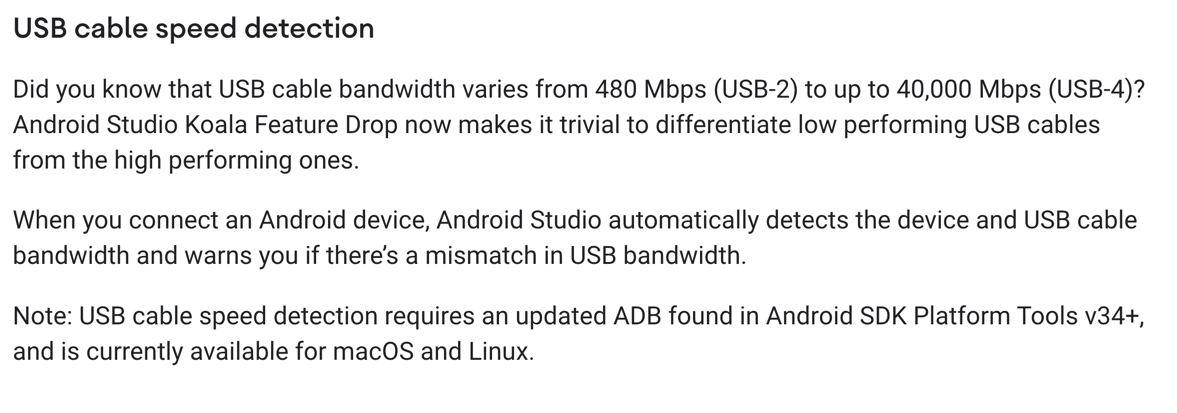 USB cable speed detection
Did you know that USB cable bandwidth varies from 480 Mbps (USB-2) to up to 40,000 Mbps (USB-4)?
Android Studio Koala Feature Drop now makes it trivial to differentiate low performing USB cables
from the high performing ones.
When you connect an Android device, Android Studio automatically detects the device and USB cable
bandwidth and warns you if there’s a mismatch in USB bandwidth.
Note: USB cable speed detection requires an updated ADB found in Android SDK Platform Tools v34+,
and is currently available for macOS and Linux.